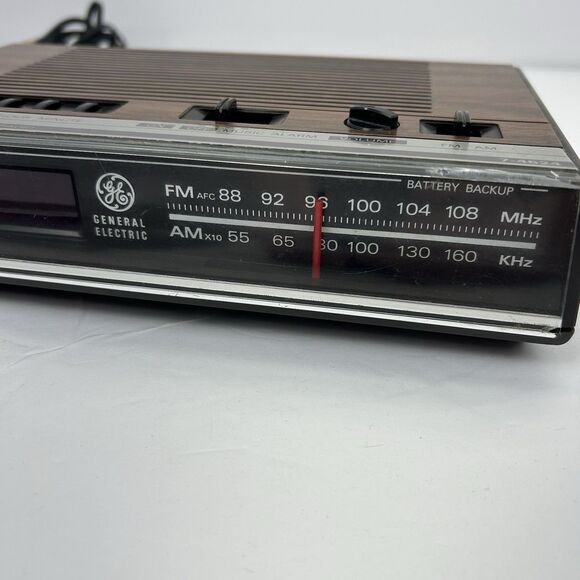 MUSIC ALARM
VOLUME
FM AM
BATTERY BACKUP
GE
GENERAL
ELECTRIC
FM AFC 88 92 96 100 104 108 MHz
AM X10 55 65 80 100 130 160 KHz